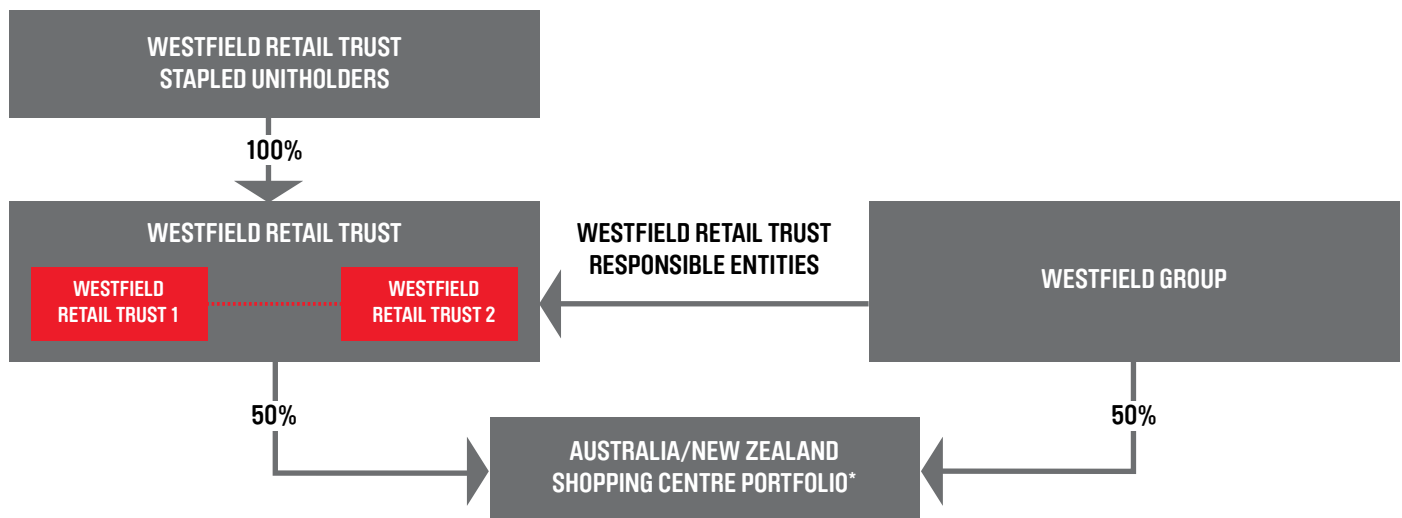 WESTFIELD RETAIL TRUST
STAPLED UNITHOLDERS
100%
WESTFIELD RETAIL TRUST
WESTFIELD
RETAIL TRUST 1
WESTFIELD
RETAIL TRUST 2
WESTFIELD RETAIL TRUST
RESPONSIBLE ENTITIES
WESTFIELD GROUP
50%
50%
AUSTRALIA/NEW ZEALAND
SHOPPING CENTRE PORTFOLIO*